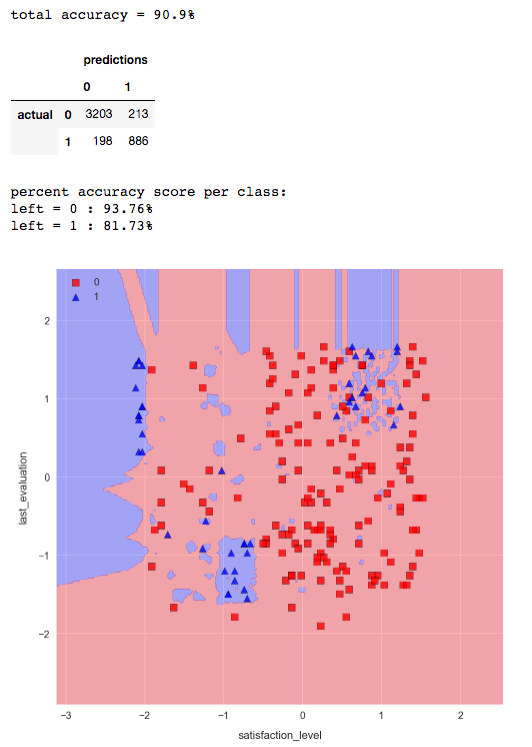 total accuracy = 90.9%
predictions
0 1
actual 0 3203 213
1 198 886
percent accuracy score per class:
left = 0 : 93.76%
left = 1 : 81.73%
0
1
2
1
0
−1
−2
last_evaluation
−3 −2 −1 0 1 2
satisfaction_level